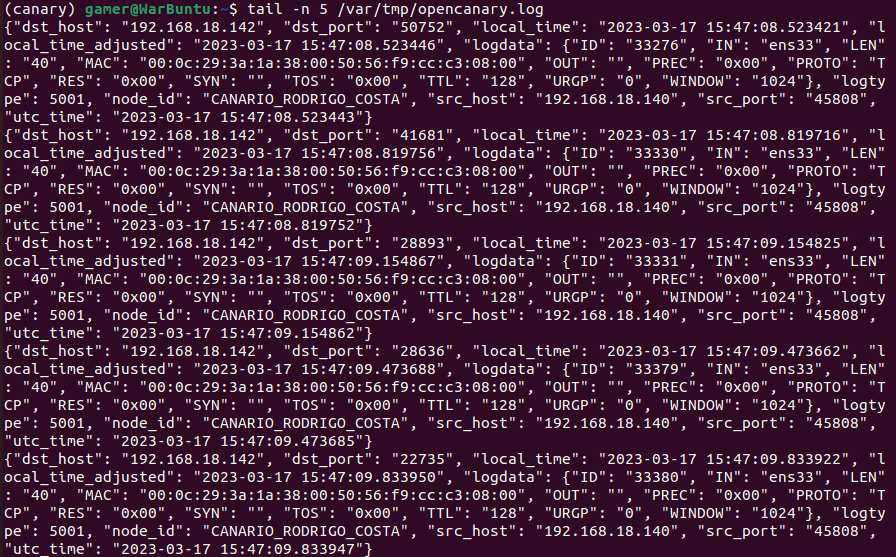 (canary) gamer@WarBuntu:~$ tail -n 5 /var/tmp/opencanary.log
{"dst_host": "192.168.18.142", "dst_port": "50752", "local_time": "2023-03-17 15:47:08.523421", "l
ocal_time_adjusted": "2023-03-17 15:47:08.523446", "logdata": {"ID": "33276", "IN": "ens33", "LEN"
: "40", "MAC": "00:0c:29:3a:1a:38:00:50:56:f9:cc:c3:08:00", "OUT": "", "PREC": "0x00", "PROTO": "T
CP", "RES": "0x00", "SYN": "", "TOS": "0x00", "TTL": "128", "URGP": "0", "WINDOW": "1024"}, "logty
pe": 5001, "node_id": "CANARIO_RODRIGO_COSTA", "src_host": "192.168.18.140", "src_port": "45808", 
"utc_time": "2023-03-17 15:47:08.523443"}
{"dst_host": "192.168.18.142", "dst_port": "41681", "local_time": "2023-03-17 15:47:08.819716", "l
ocal_time_adjusted": "2023-03-17 15:47:08.819756", "logdata": {"ID": "33330", "IN": "ens33", "LEN"
: "40", "MAC": "00:0c:29:3a:1a:38:00:50:56:f9:cc:c3:08:00", "OUT": "", "PREC": "0x00", "PROTO": "T
CP", "RES": "0x00", "SYN": "", "TOS": "0x00", "TTL": "128", "URGP": "0", "WINDOW": "1024"}, "logty
pe": 5001, "node_id": "CANARIO_RODRIGO_COSTA", "src_host": "192.168.18.140", "src_port": "45808", 
"utc_time": "2023-03-17 15:47:08.819752"}
{"dst_host": "192.168.18.142", "dst_port": "28893", "local_time": "2023-03-17 15:47:09.154825", "l
ocal_time_adjusted": "2023-03-17 15:47:09.154867", "logdata": {"ID": "33331", "IN": "ens33", "LEN"
: "40", "MAC": "00:0c:29:3a:1a:38:00:50:56:f9:cc:c3:08:00", "OUT": "", "PREC": "0x00", "PROTO": "T
CP", "RES": "0x00", "SYN": "", "TOS": "0x00", "TTL": "128", "URGP": "0", "WINDOW": "1024"}, "logty
pe": 5001, "node_id": "CANARIO_RODRIGO_COSTA", "src_host": "192.168.18.140", "src_port": "45808", 
"utc_time": "2023-03-17 15:47:09.154862"}
{"dst_host": "192.168.18.142", "dst_port": "28636", "local_time": "2023-03-17 15:47:09.473662", "l
ocal_time_adjusted": "2023-03-17 15:47:09.473688", "logdata": {"ID": "33379", "IN": "ens33", "LEN"
: "40", "MAC": "00:0c:29:3a:1a:38:00:50:56:f9:cc:c3:08:00", "OUT": "", "PREC": "0x00", "PROTO": "T
CP", "RES": "0x00", "SYN": "", "TOS": "0x00", "TTL": "128", "URGP": "0", "WINDOW": "1024"}, "logty
pe": 5001, "node_id": "CANARIO_RODRIGO_COSTA", "src_host": "192.168.18.140", "src_port": "45808", 
"utc_time": "2023-03-17 15:47:09.473685"}
{"dst_host": "192.168.18.142", "dst_port": "22735", "local_time": "2023-03-17 15:47:09.833922", "l
ocal_time_adjusted": "2023-03-17 15:47:09.833950", "logdata": {"ID": "33380", "IN": "ens33", "LEN"
: "40", "MAC": "00:0c:29:3a:1a:38:00:50:56:f9:cc:c3:08:00", "OUT": "", "PREC": "0x00", "PROTO": "T
CP", "RES": "0x00", "SYN": "", "TOS": "0x00", "TTL": "128", "URGP": "0", "WINDOW": "1024"}, "logty
pe": 5001, "node_id": "CANARIO_RODRIGO_COSTA", "src_host": "192.168.18.140", "src_port": "45808", 
"utc_time": "2023-03-17 15:47:09.833947"}